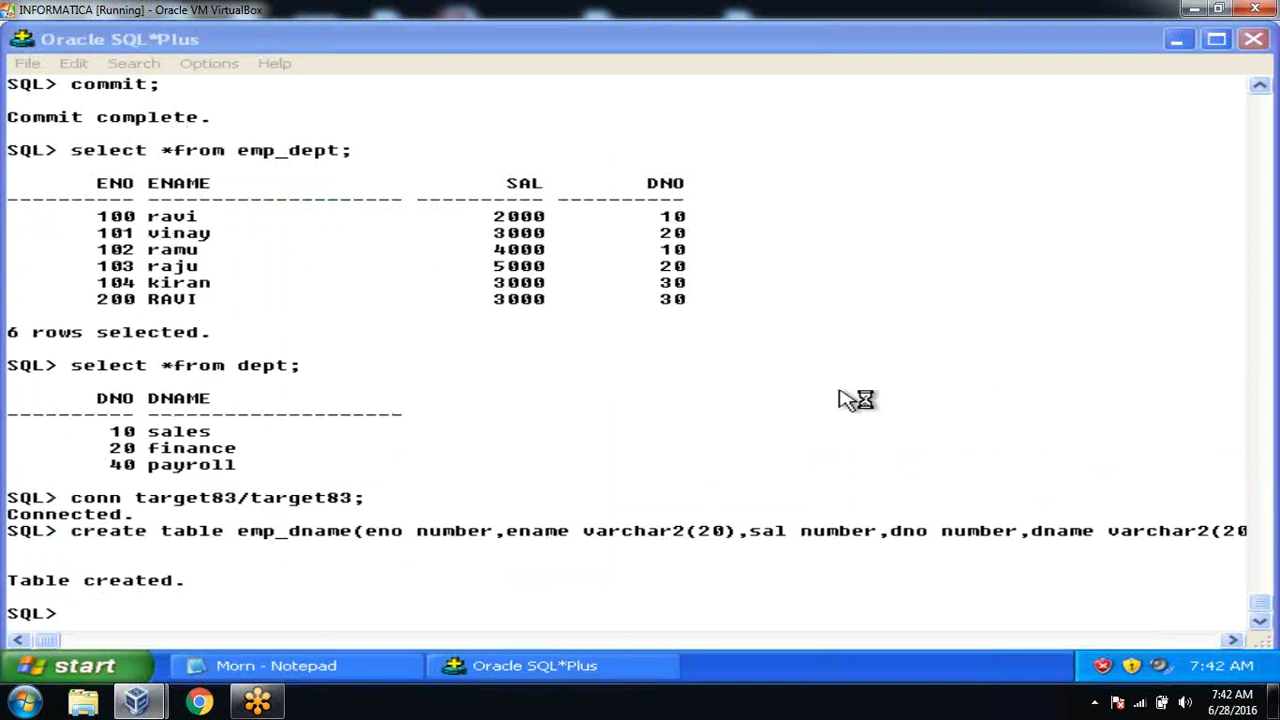 INFORMATICA [Running] - Oracle VM VirtualBox
Oracle SQL*Plus
File Edit Search Options Help
SQL> commit;
Commit complete.
SQL> select *from emp_dept;
ENO ENAME SAL DNO
---------- -------------------- ---------- ----------
100 ravi 2000 10
101 vinay 3000 20
102 ramu 4000 10
103 raju 5000 20
104 kiran 3000 30
200 RAVI 3000 30
6 rows selected.
SQL> select *from dept;
DNO DNAME
---------- --------------------
10 sales
20 finance
40 payroll
SQL> conn target83/target83;
Connected.
SQL> create table emp_dname(eno number,ename varchar2(20),sal number,dno number,dname varchar2(20
Table created.
SQL>
start Morn - Notepad Oracle SQL*Plus 7:42 AM
7:42 AM
6/28/2016